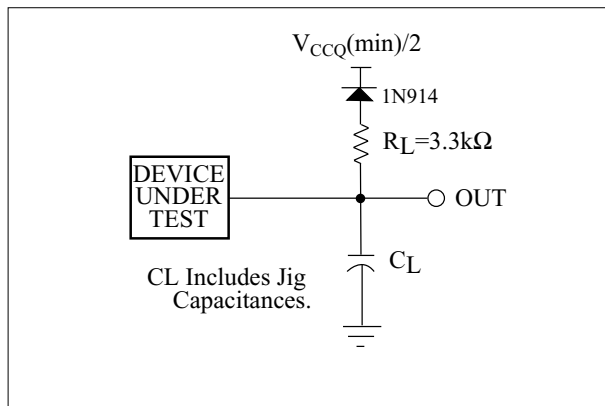 V_CCQ(min)/2
1N914
R_L=3.3kΩ
DEVICE
UNDER
TEST
OUT
C_L
CL Includes Jig
Capacitances.